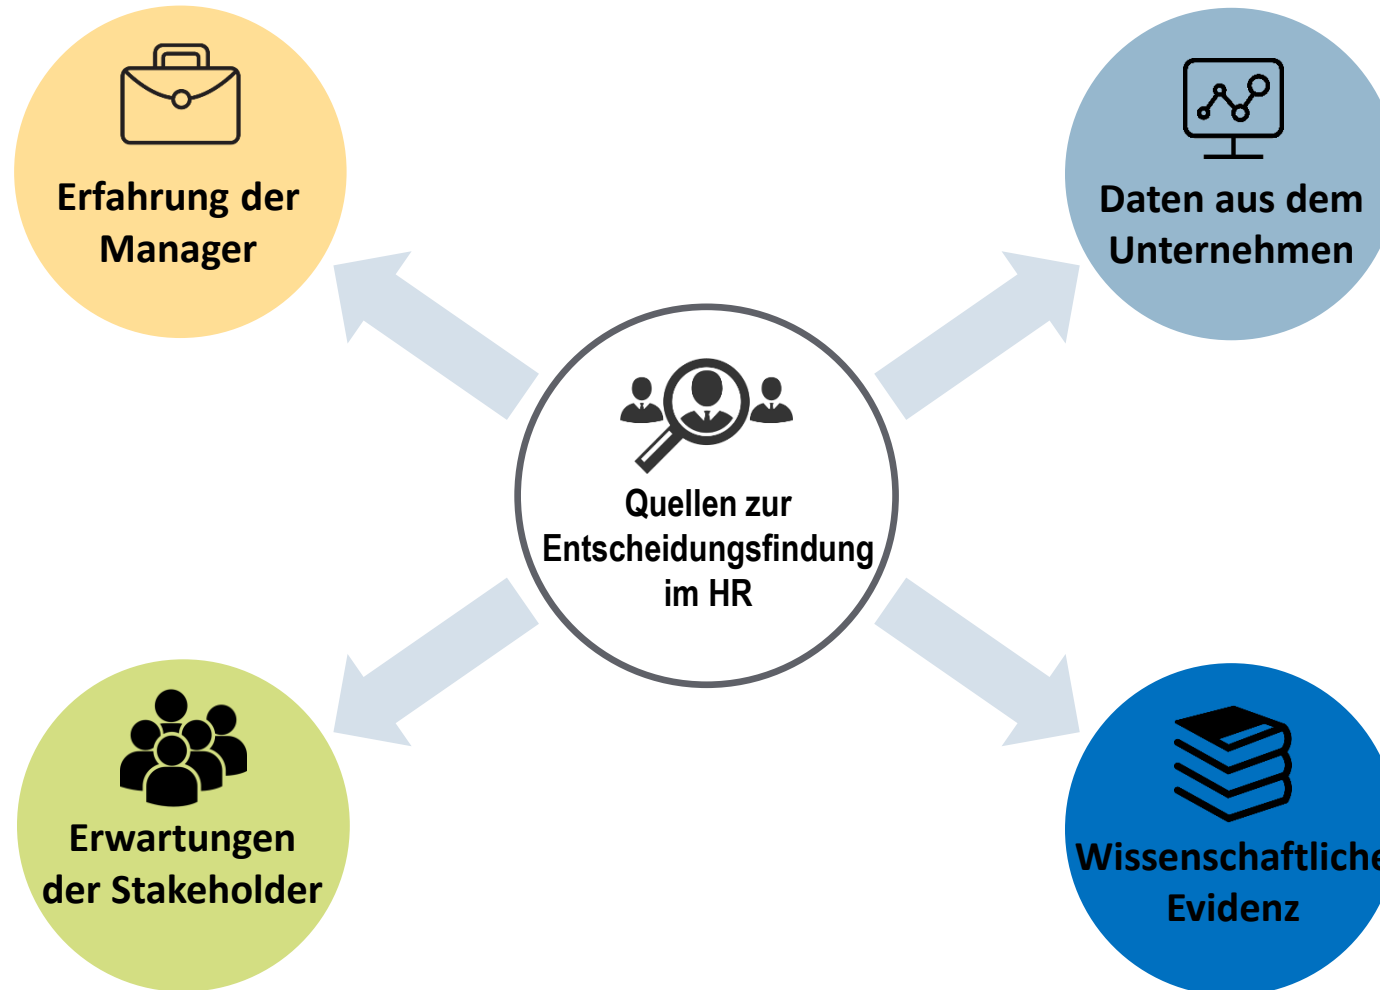 Erfahrung der
Manager
Daten aus dem
Unternehmen
Quellen zur
Entscheidungsfindung
im HR
Erwartungen
der Stakeholder
Wissenschaftliche
Evidenz